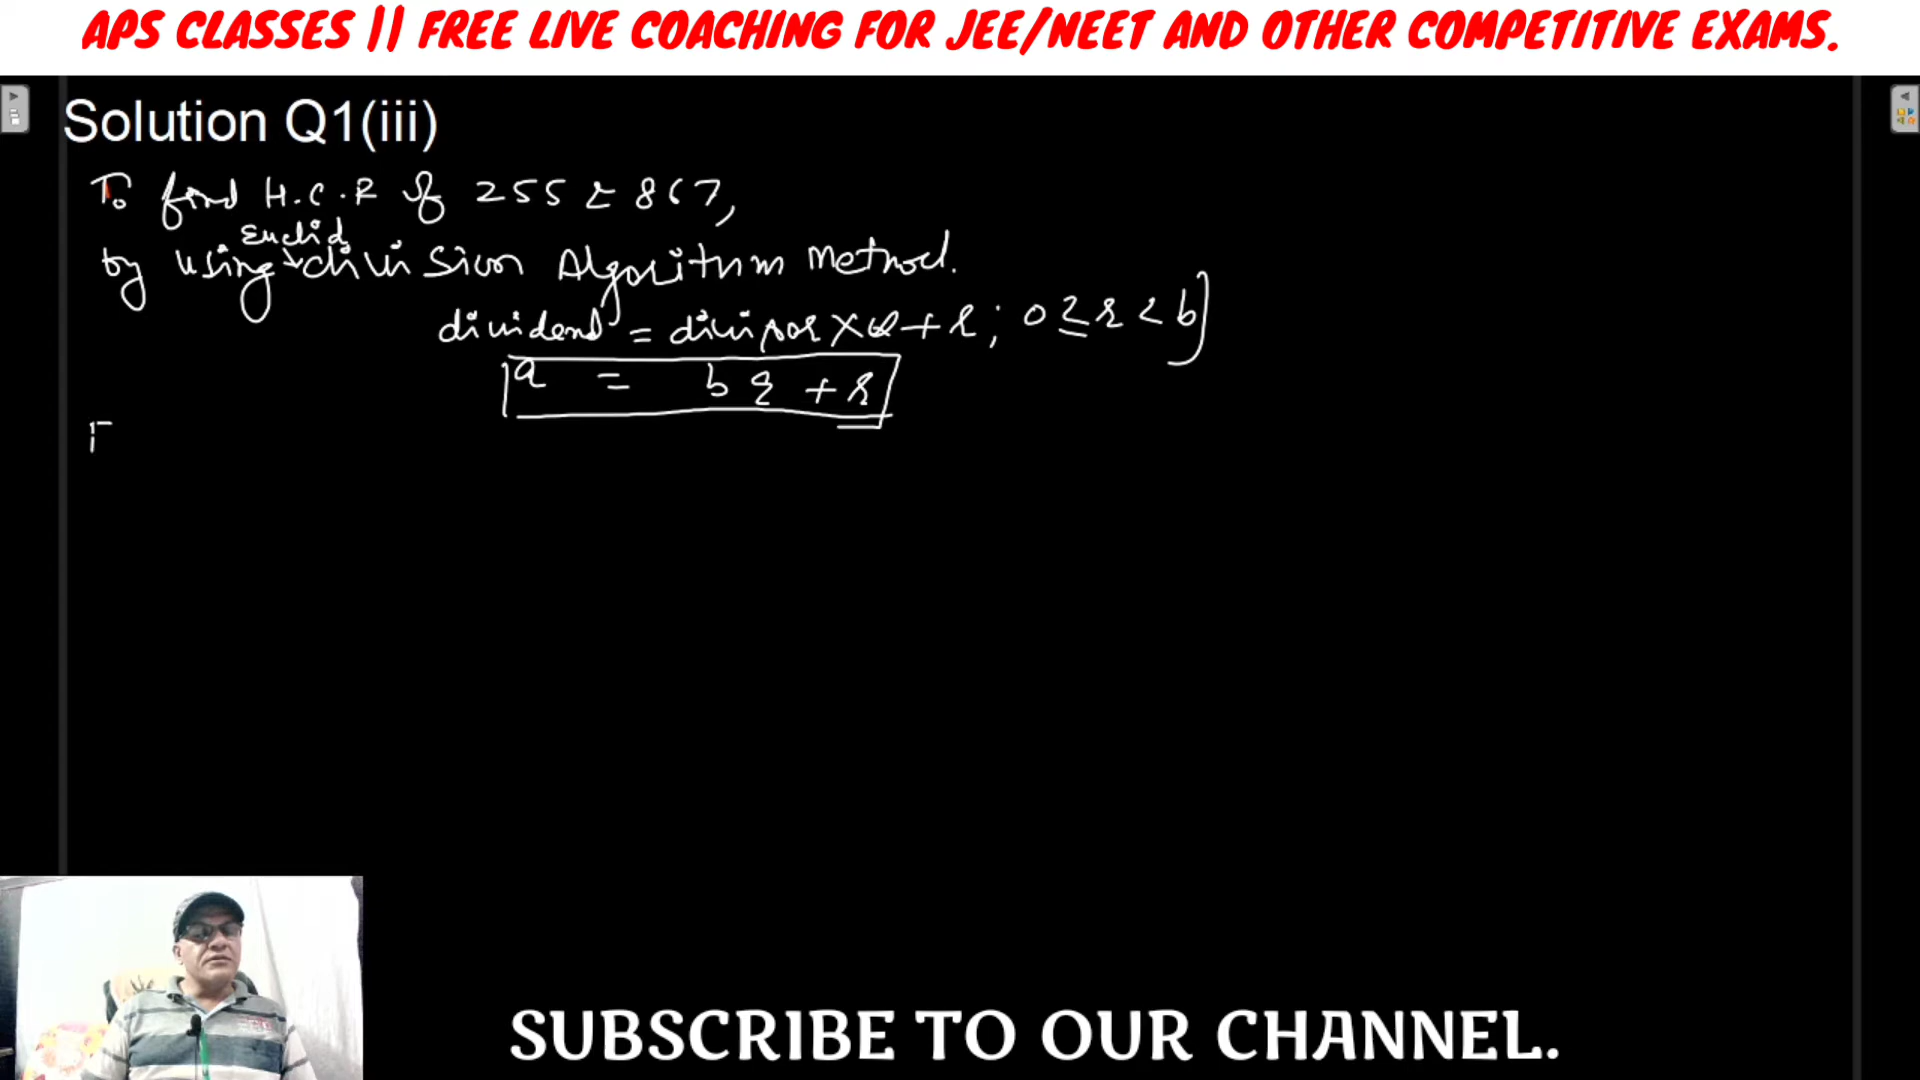 APS CLASSES || FREE LIVE COACHING FOR JEE/NEET AND OTHER COMPETITIVE EXAMS.
Solution Q1(iii)
To find H.C.F of 255 & 867,
Euclid
by using division Algorithm Method.
dividend = divisor × Q + r; 0 ≥ r < b)
a = bq + r
SUBSCRIBE TO OUR CHANNEL.